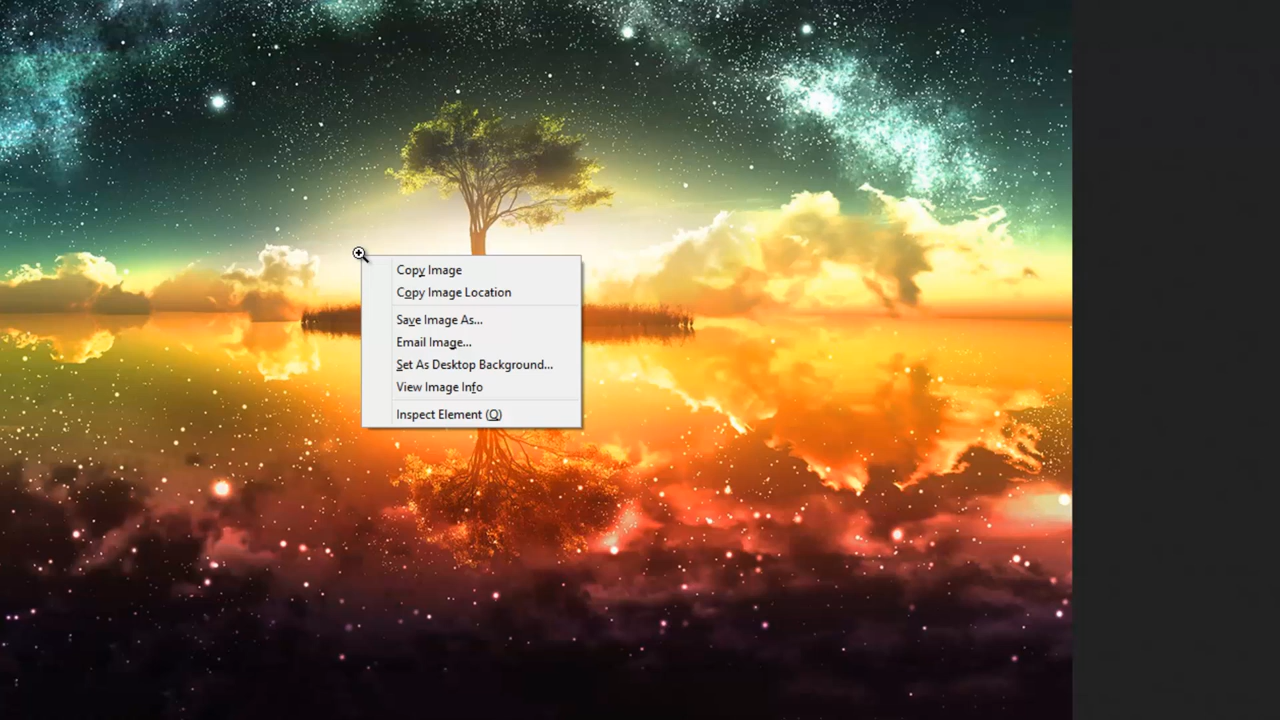 Copy Image
Copy Image Location
Save Image As...
Email Image...
Set As Desktop Background...
View Image Info
Inspect Element (Q)